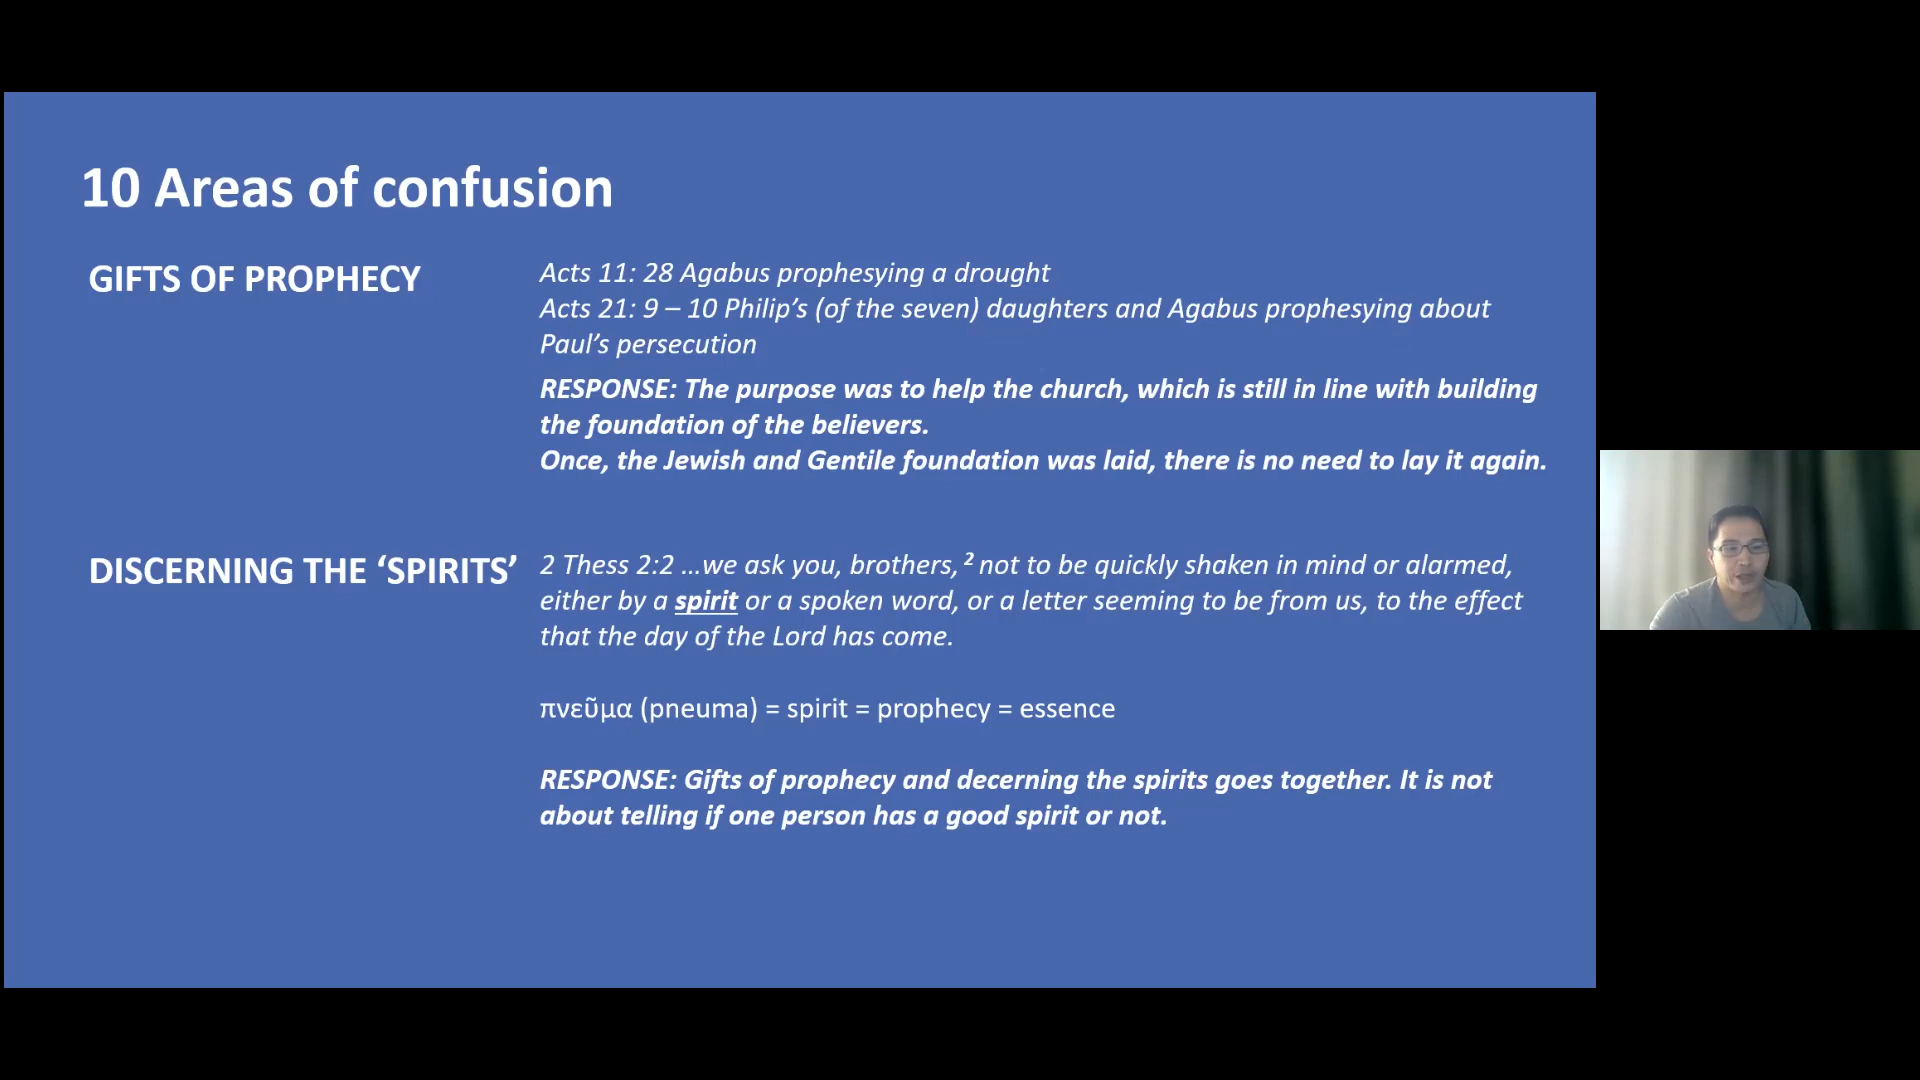 10 Areas of confusion
GIFTS OF PROPHECY
Acts 11: 28 Agabus prophesying a drought
Acts 21: 9 – 10 Philip’s (of the seven) daughters and Agabus prophesying about
Paul’s persecution
RESPONSE: The purpose was to help the church, which is still in line with building
the foundation of the believers.
Once, the Jewish and Gentile foundation was laid, there is no need to lay it again.
DISCERNING THE ‘SPIRITS’
2 Thess 2:2 …we ask you, brothers, ² not to be quickly shaken in mind or alarmed,
either by a spirit or a spoken word, or a letter seeming to be from us, to the effect
that the day of the Lord has come.
πνεῦμα (pneuma) = spirit = prophecy = essence
RESPONSE: Gifts of prophecy and decerning the spirits goes together. It is not
about telling if one person has a good spirit or not.